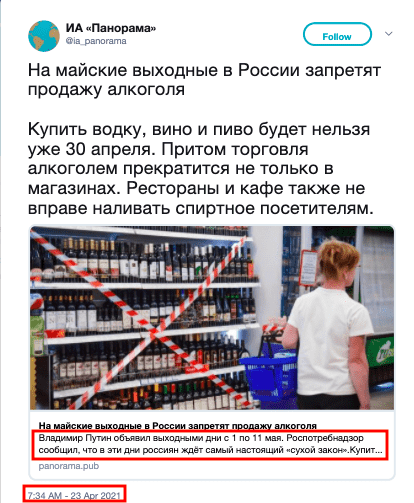 ИА «Панорама»
@ia_panorama
Follow
На майские выходные в России запретят
продажу алкоголя
Купить водку, вино и пиво будет нельзя
уже 30 апреля. Притом торговля
алкоголем прекратится не только в
магазинах. Рестораны и кафе также не
вправе наливать спиртное посетителям.
На майские выходные в России запретят продажу алкоголя
Владимир Путин объявил выходными дни с 1 по 11 мая. Роспотребнадзор
сообщил, что в эти дни россиян ждёт самый настоящий «сухой закон».Купит...
panorama.pub
7:34 AM - 23 Apr 2021